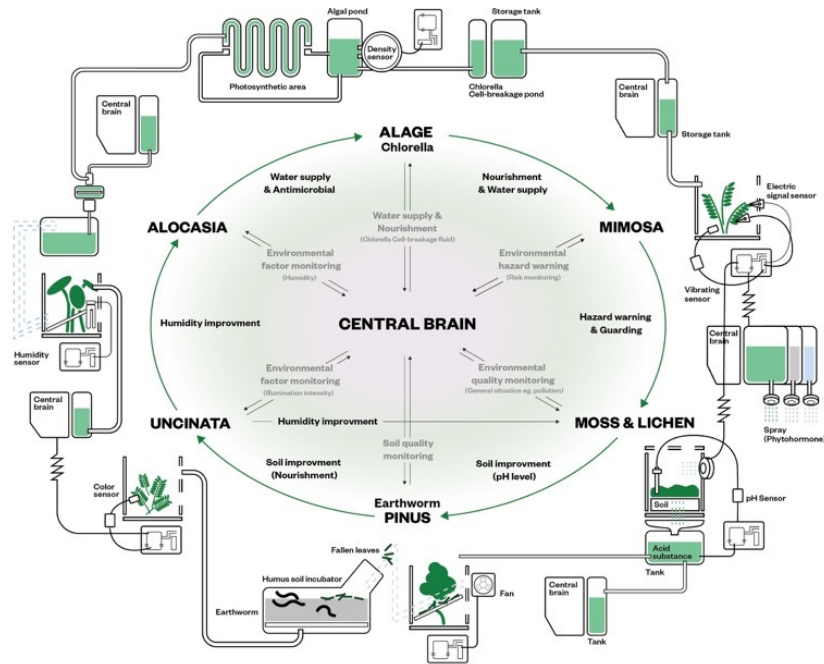 Algal pond
Storage tank
Density
sensor
Photosynthetic area
Chlorella
Cell-breakage pond
Central
brain
Central
brain
Storage tank
ALAGE
Chlorella
Water supply
& Antimicrobial
Nourishment
& Water supply
Electric
signal sensor
ALOCASIA
Water supply &
Nourishment
(Chlorella Cell-breakage fluid)
MIMOSA
Environmental
factor monitoring
(Humidity)
Environmental
hazard warning
(Risk monitoring)
Vibrating
sensor
Humidity improvment
CENTRAL BRAIN
Hazard warning
& Guarding
Humidity
sensor
Central
brain
Environmental
factor monitoring
(Illumination intensity)
Environmental
quality monitoring
(General situation eg. pollution)
Central
brain
UNCINATA
Humidity improvment
MOSS & LICHEN
Spray
(Phytohormone)
Soil quality
monitoring
Soil improvment
(Nourishment)
Soil improvment
(pH level)
Color
sensor
Soil
pH Sensor
Earthworm
PINUS
Fallen leaves
Acid
substance
Tank
Humus soil incubator
Fan
Central
brain
Earthworm
Tank